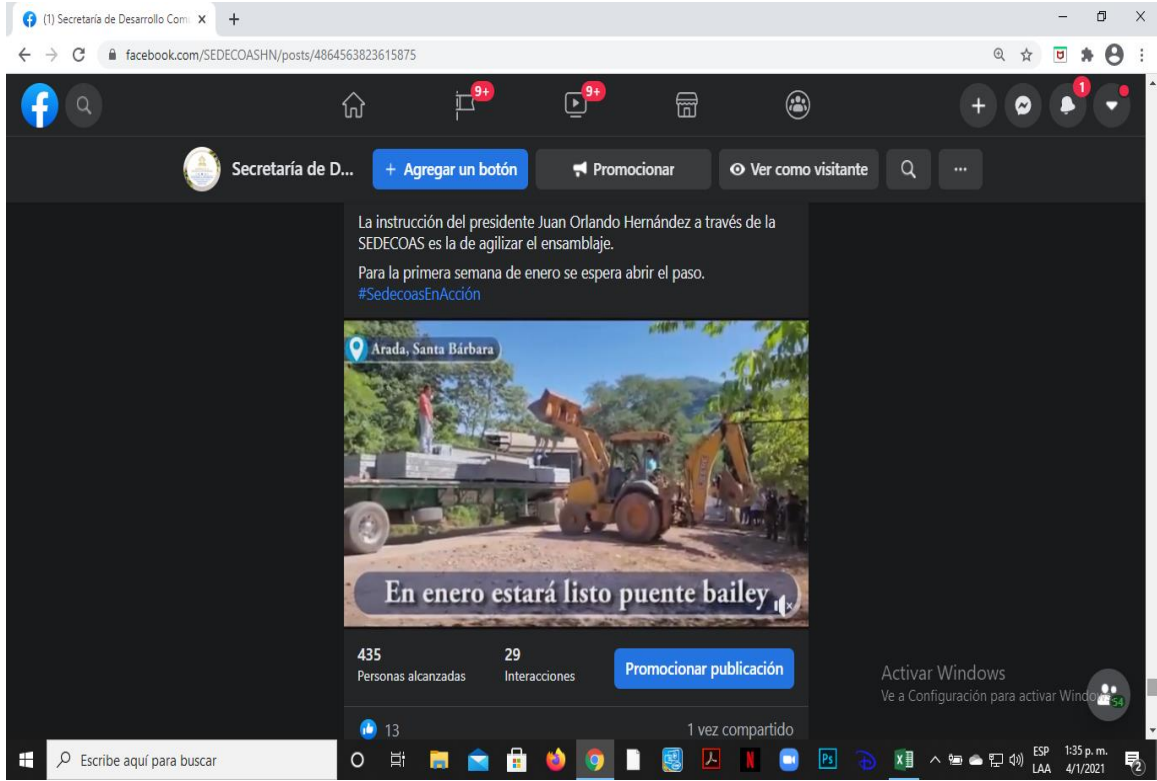 (1) Secretaría de Desarrollo Com
facebook.com/SEDECOASHN/posts/4864563823615875
9+
9+
1
Secretaría de D...
+ Agregar un botón
Promocionar
Ver como visitante
La instrucción del presidente Juan Orlando Hernández a través de la
SEDECOAS es la de agilizar el ensamblaje.
Para la primera semana de enero se espera abrir el paso.
#SedecoasEnAcción
Arada, Santa Bárbara
En enero estará listo puente bailey
435
Personas alcanzadas
29
Interacciones
Promocionar publicación
Activar Windows
Ve a Configuración para activar Windows
54
13
1 vez compartido
Escribe aquí para buscar
Ps
ESP
LAA
1:35 p. m.
4/1/2021
2